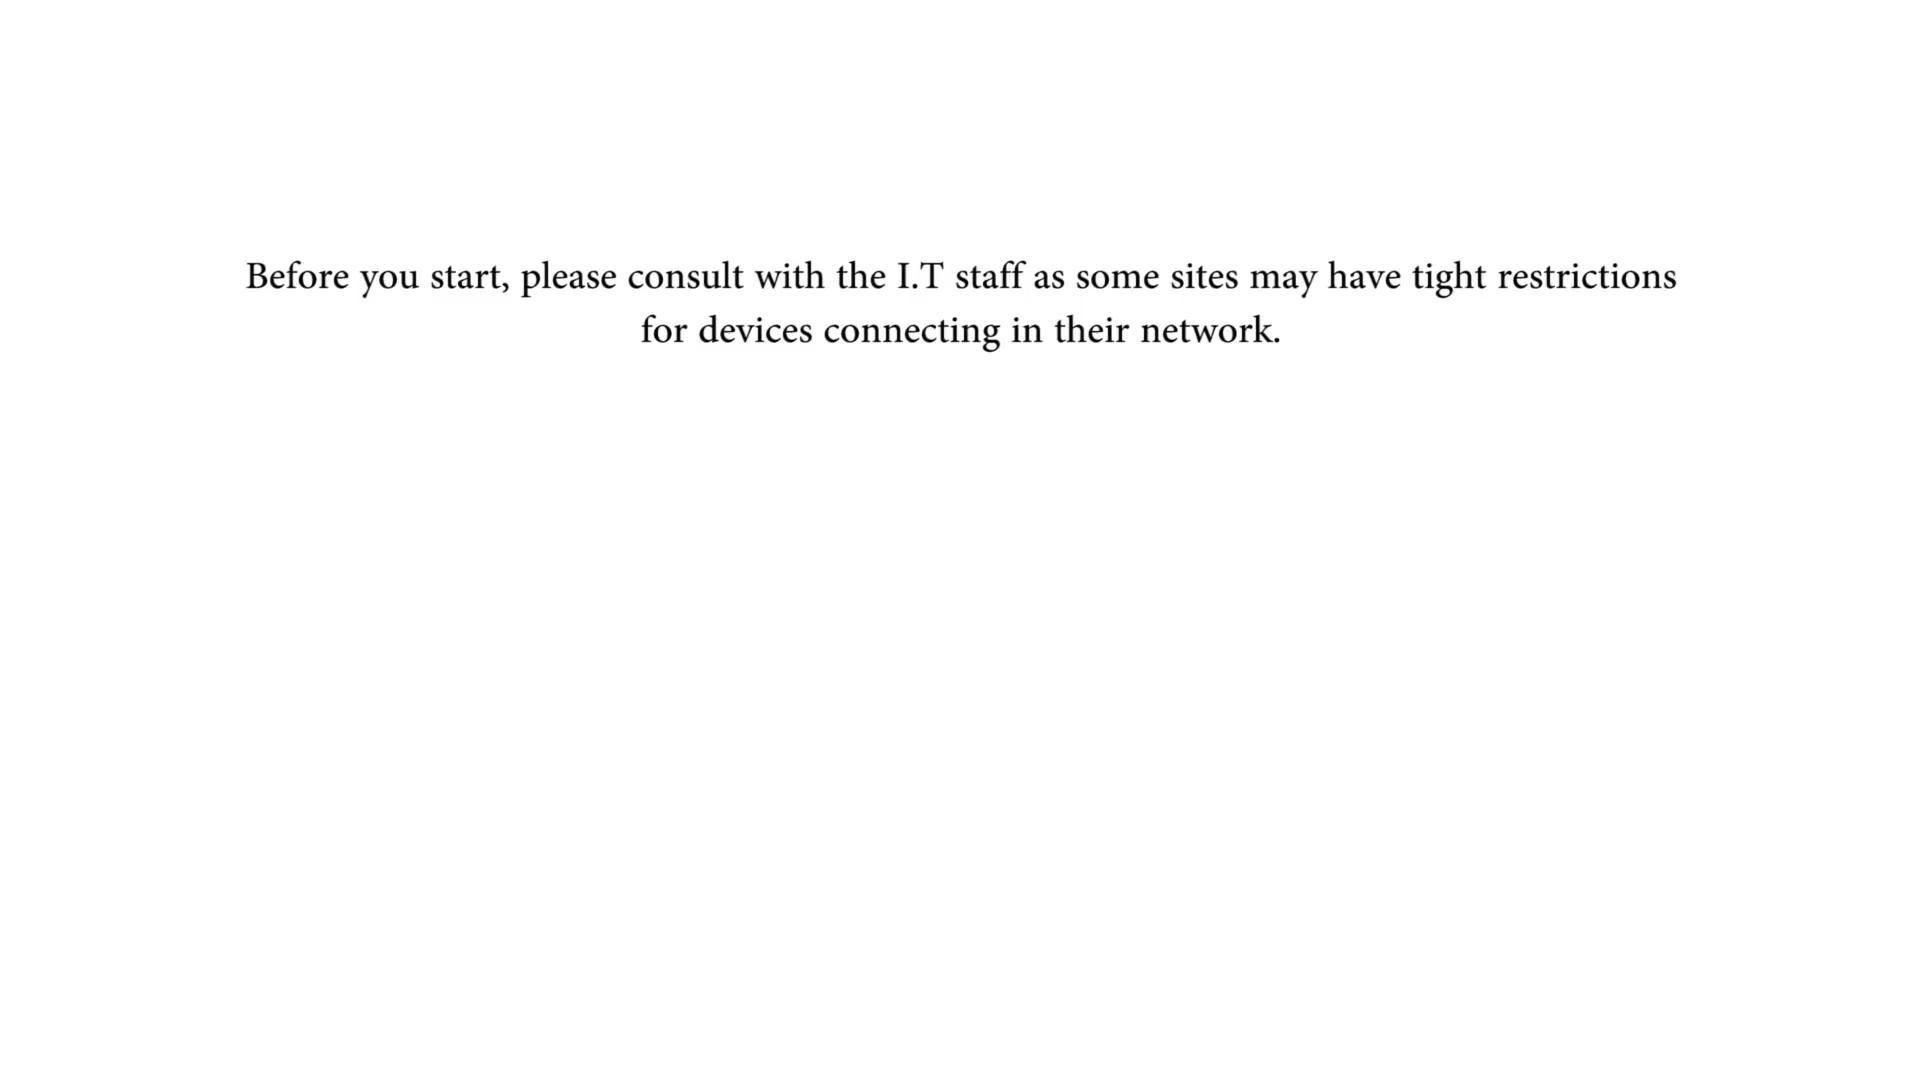 Before you start, please consult with the I.T staff as some sites may have tight restrictions
for devices connecting in their network.